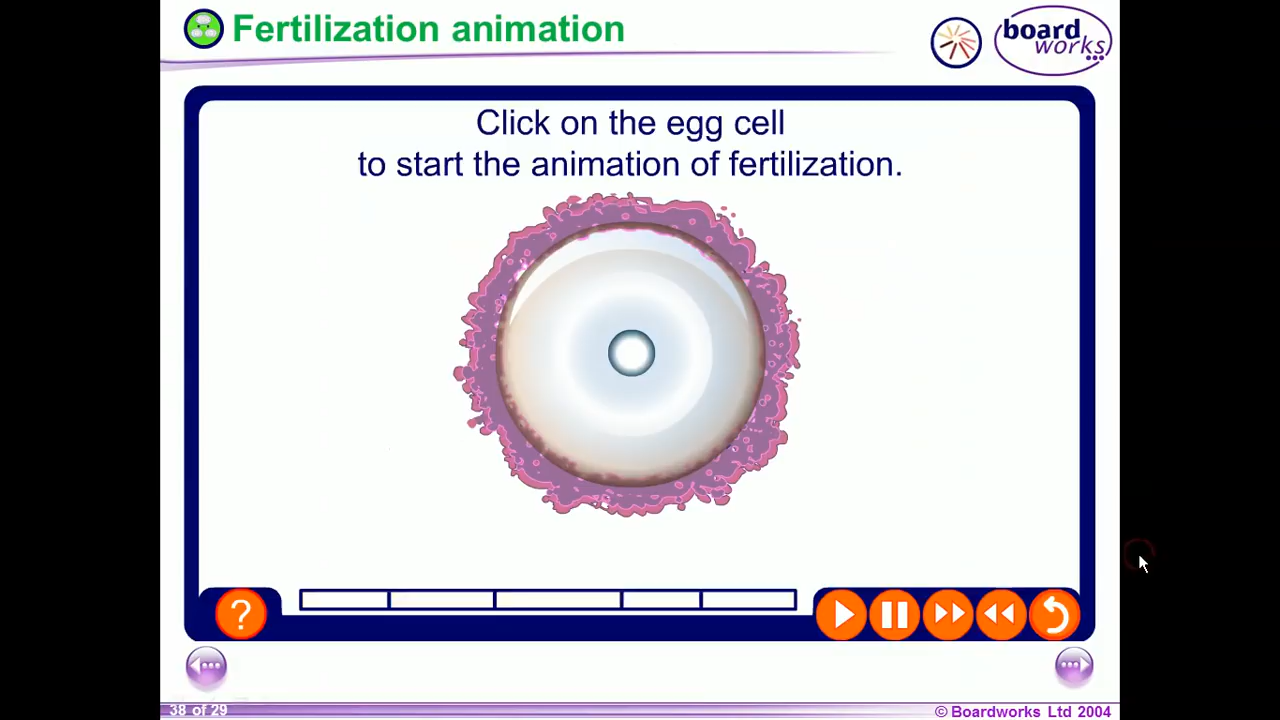 Fertilization animation
board
works
Click on the egg cell
to start the animation of fertilization.
?
38 of 29
© Boardworks Ltd 2004